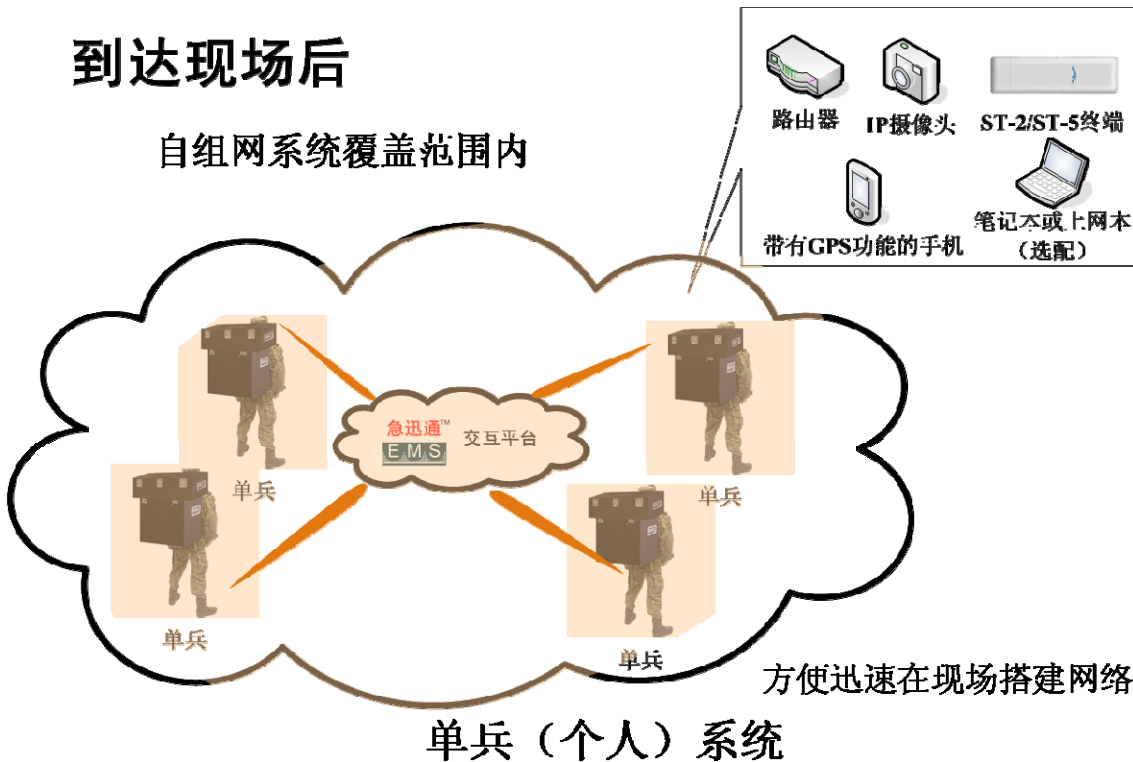 到达现场后
自组网系统覆盖范围内
路由器
IP摄像头
ST-2/ST-5终端
带有GPS功能的手机
笔记本或上网本
（选配）
急迅通™
EMS
交互平台
单兵
单兵
单兵
单兵
方便迅速在现场搭建网络
单兵（个人）系统